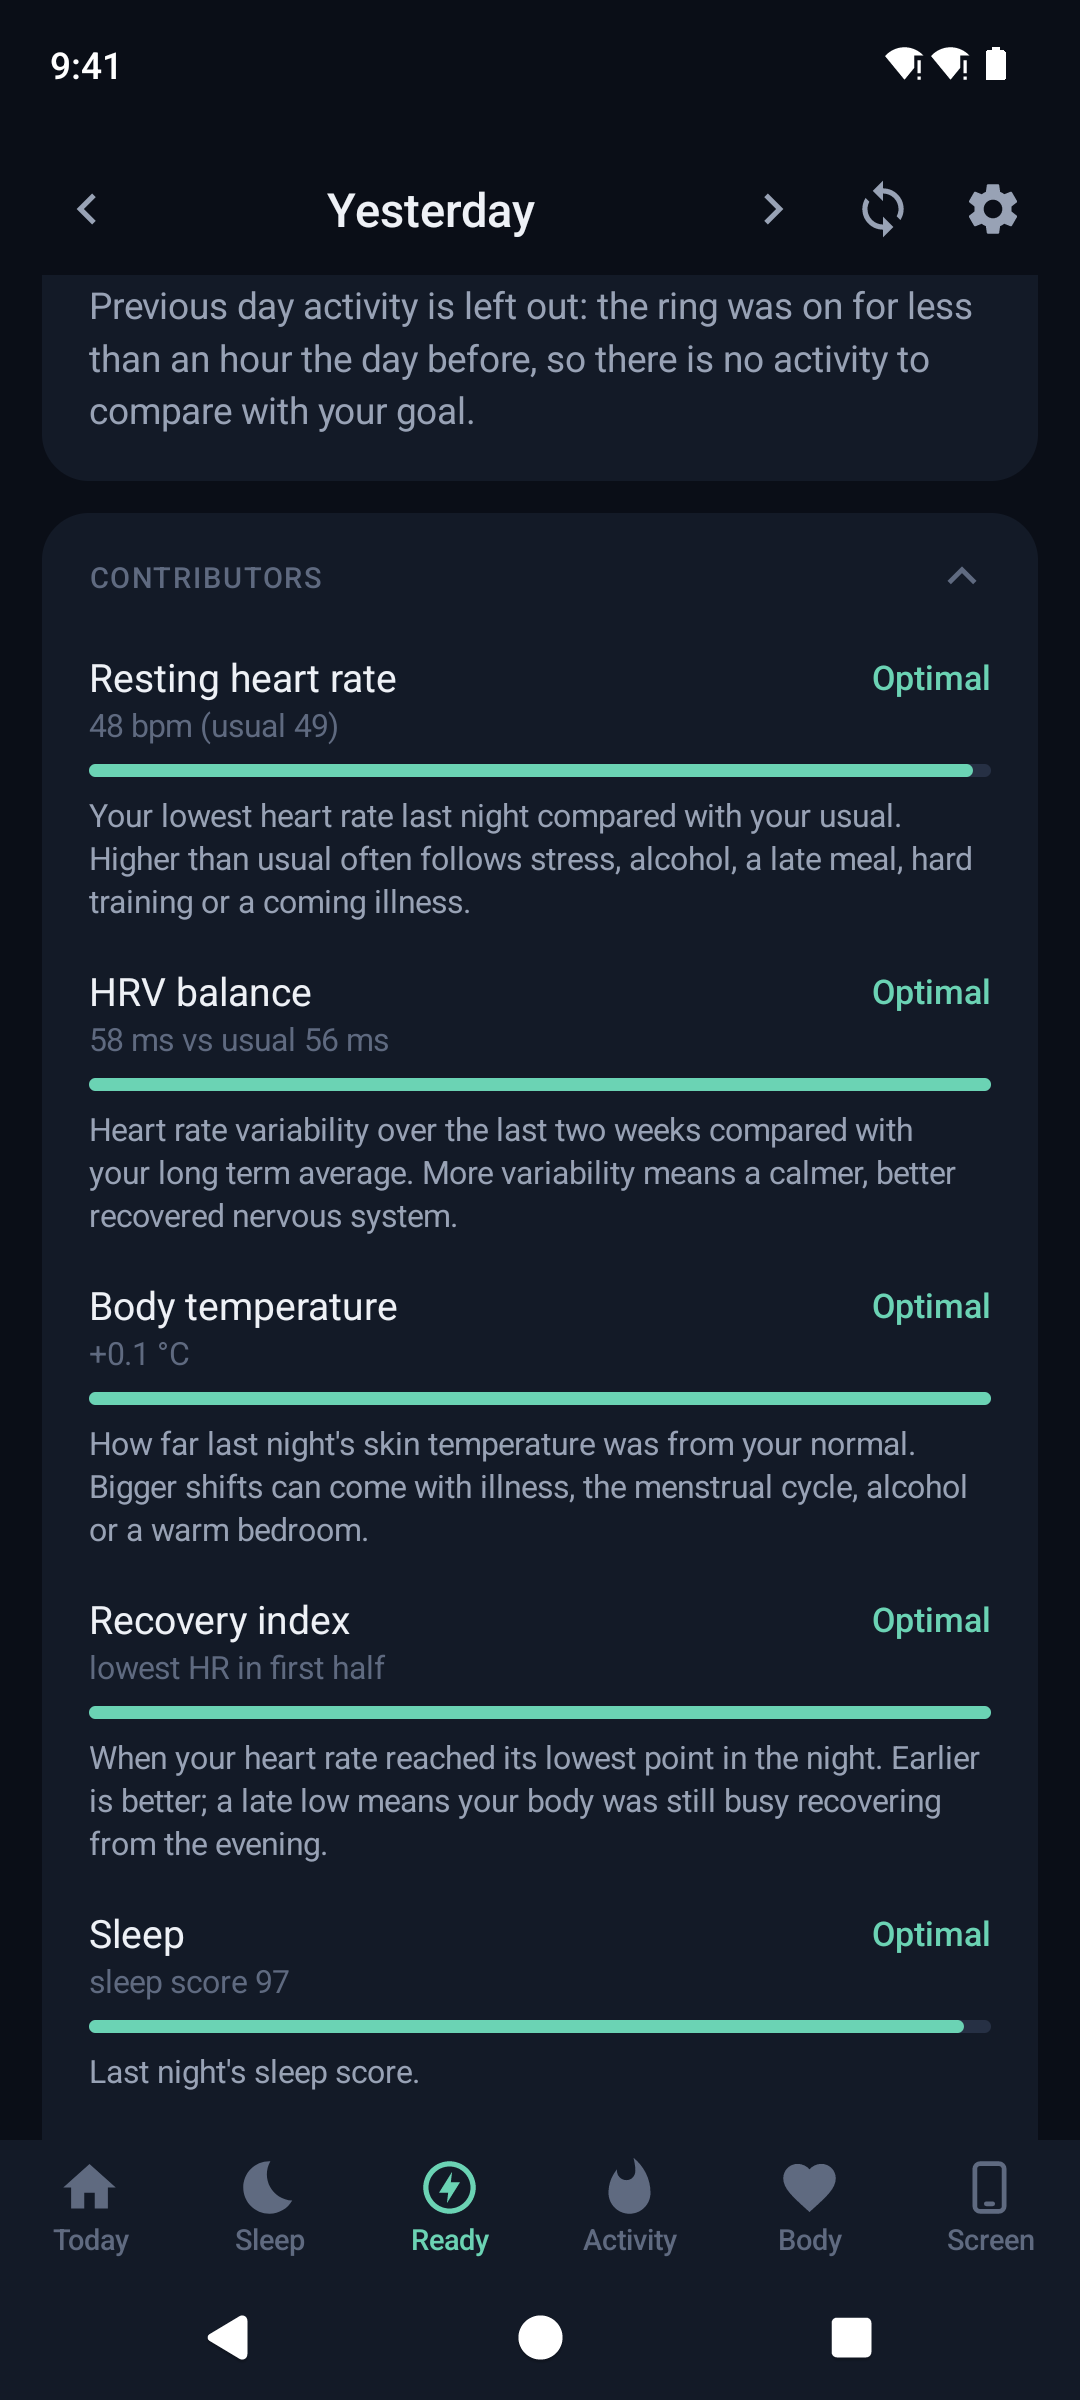 9:41
Yesterday
Previous day activity is left out: the ring was on for less
than an hour the day before, so there is no activity to
compare with your goal.
CONTRIBUTORS
Resting heart rate
Optimal
48 bpm (usual 49)
Your lowest heart rate last night compared with your usual.
Higher than usual often follows stress, alcohol, a late meal, hard
training or a coming illness.
HRV balance
Optimal
58 ms vs usual 56 ms
Heart rate variability over the last two weeks compared with
your long term average. More variability means a calmer, better
recovered nervous system.
Body temperature
Optimal
+0.1 °C
How far last night's skin temperature was from your normal.
Bigger shifts can come with illness, the menstrual cycle, alcohol
or a warm bedroom.
Recovery index
Optimal
lowest HR in first half
When your heart rate reached its lowest point in the night. Earlier
is better; a late low means your body was still busy recovering
from the evening.
Sleep
Optimal
sleep score 97
Last night's sleep score.
Today
Sleep
Ready
Activity
Body
Screen